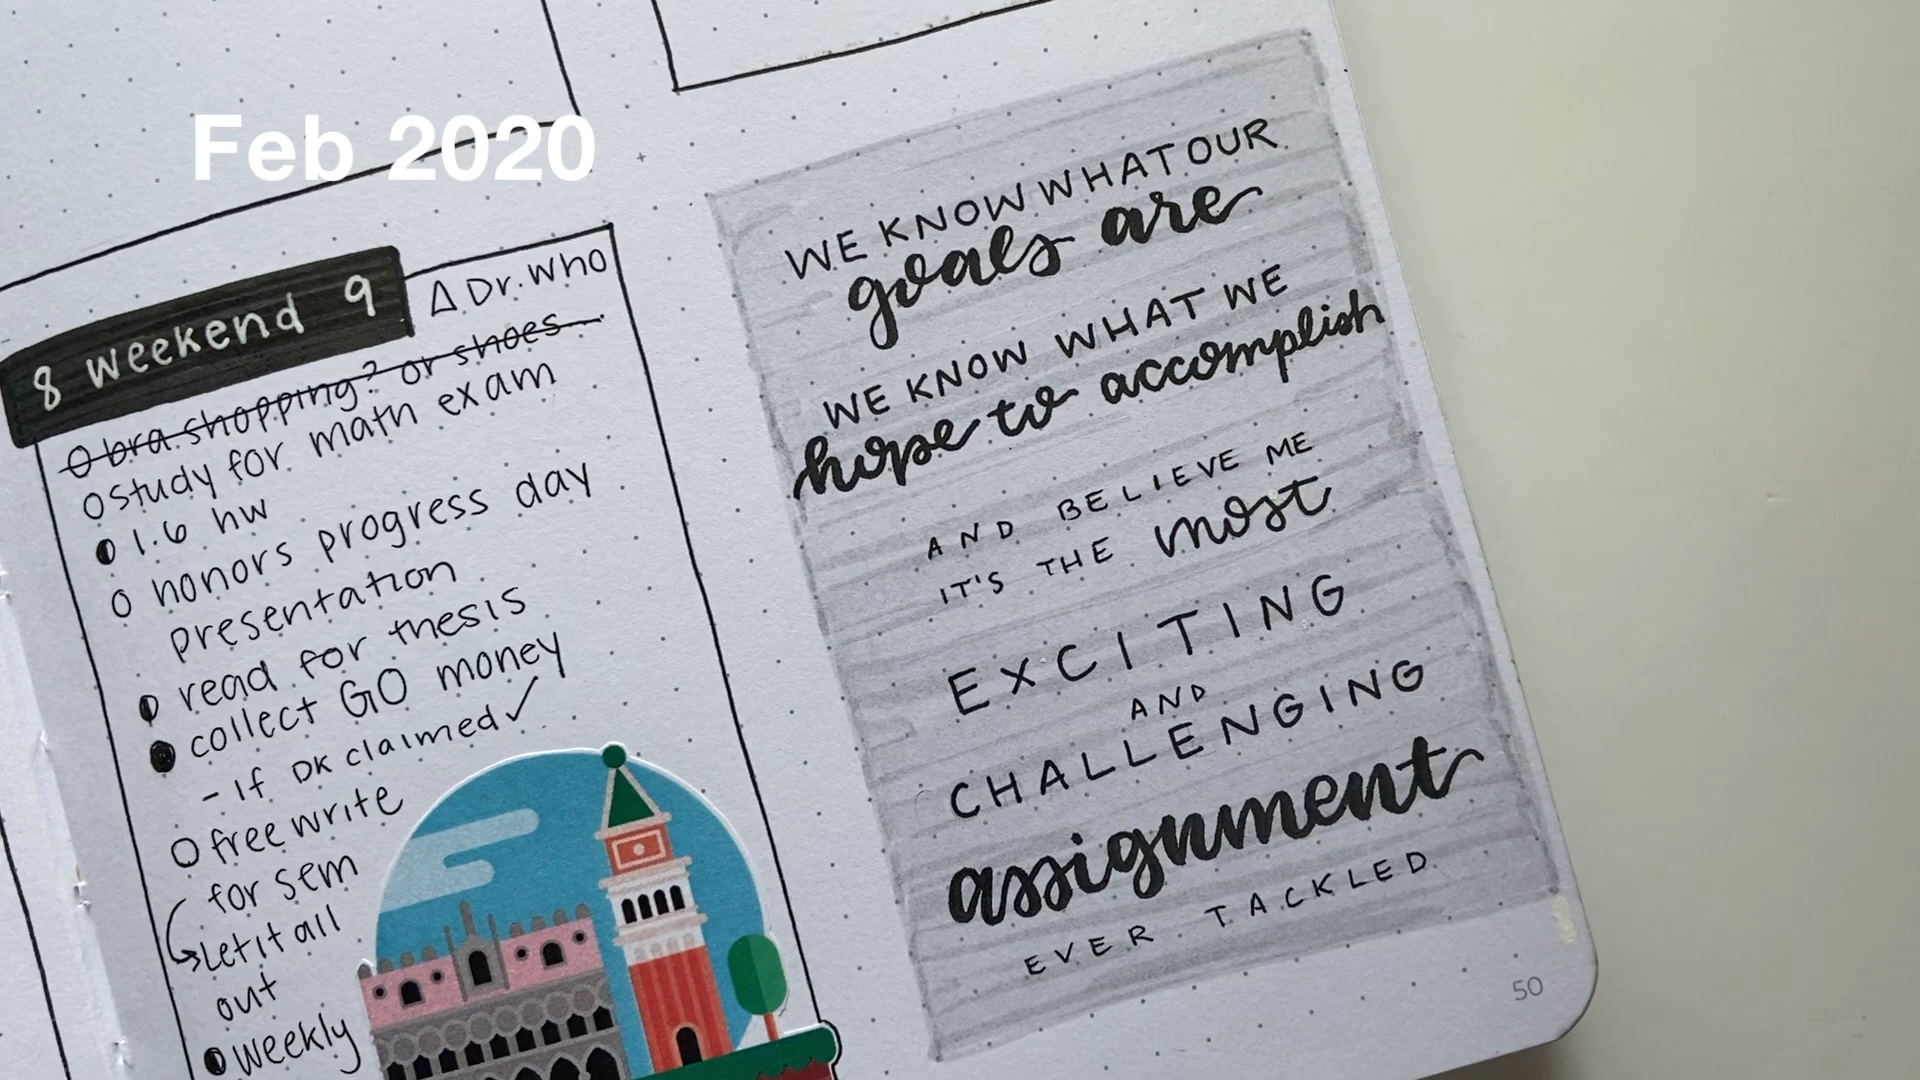 Feb 2020
8 weekend 9
Δ Dr. Who
O bra shopping? or shoes
O study for math exam
1.6 hw
O honors progress day
presentation
read for thesis
collect GO money
- If DK claimed ✓
O free write
for sem
Let it all
out
weekly
WE KNOW WHAT OUR
goals are
WE KNOW WHAT WE
hope to accomplish
AND BELIEVE ME
IT'S THE most
EXCITING
AND
CHALLENGING
assignment
EVER TACKLED
50